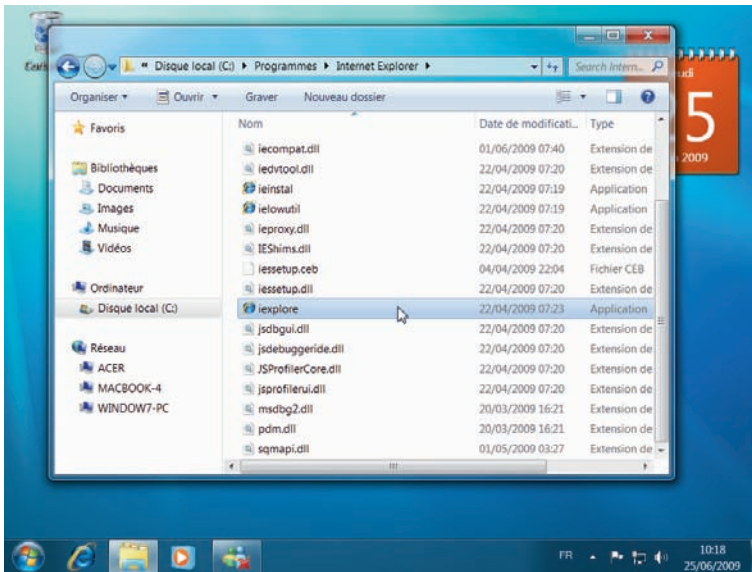 Disque local (C:) Programmes Internet Explorer Search Intern...
Organiser Ouvrir Graver Nouveau dossier
Nom Date de modificati... Type
Favoris
Bibliothèques
Documents
Images
Musique
Vidéos
Ordinateur
Disque local (C:)
Réseau
ACER
MACBOOK-4
WINDOW7-PC
iecompat.dll 01/06/2009 07:40 Extension de
iedvtool.dll 22/04/2009 07:20 Extension de
ieinstal 22/04/2009 07:19 Application
ielowutil 22/04/2009 07:19 Application
ieproxy.dll 22/04/2009 07:20 Extension de
IEShims.dll 22/04/2009 07:20 Extension de
iessetup.ceb 04/04/2009 22:04 Fichier CEB
iessetup.dll 22/04/2009 07:20 Extension de
iexplore 22/04/2009 07:23 Application
jsdbgui.dll 22/04/2009 07:20 Extension de
jsdebuggeride.dll 22/04/2009 07:20 Extension de
JSProfilerCore.dll 22/04/2009 07:20 Extension de
jsprofilerui.dll 22/04/2009 07:20 Extension de
msdbg2.dll 20/03/2009 16:21 Extension de
pdm.dll 20/03/2009 16:21 Extension de
sqmapi.dll 01/05/2009 03:27 Extension de
udi
5
2009
FR
10:18
25/06/2009